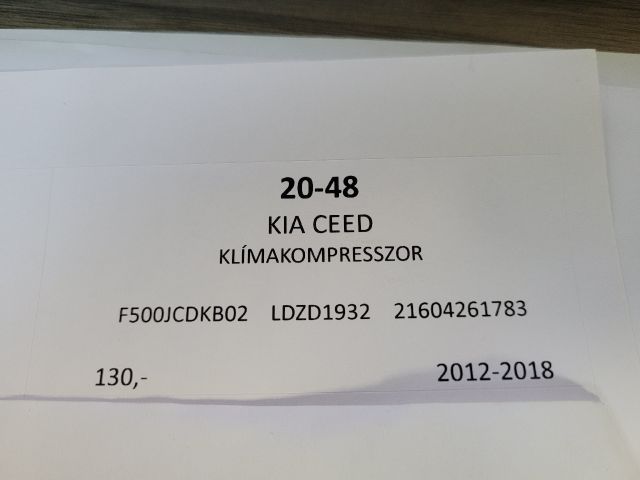 20-48
KIA CEED
KLÍMAKOMPRESSZOR
F500JCDKB02 LDZD1932 21604261783
130,- 2012-2018